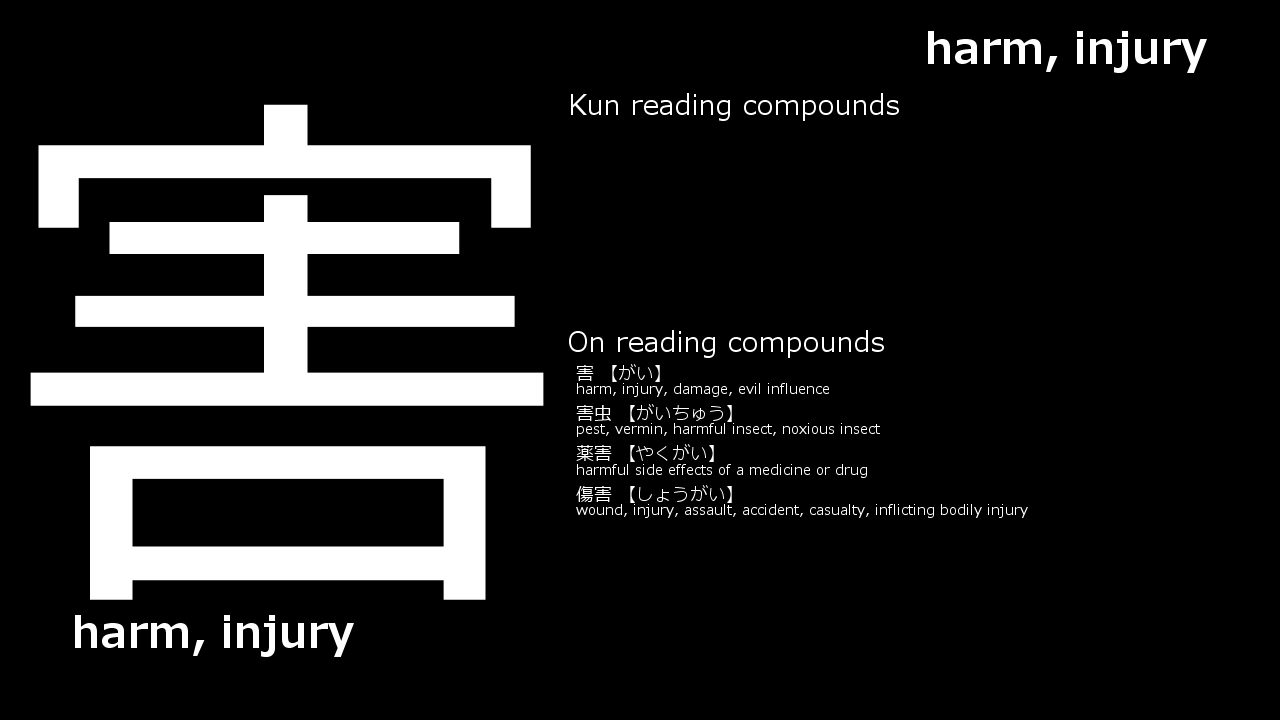 harm, injury
害
Kun reading compounds
On reading compounds
害 【がい】
harm, injury, damage, evil influence
害虫 【がいちゅう】
pest, vermin, harmful insect, noxious insect
薬害 【やくがい】
harmful side effects of a medicine or drug
傷害 【しょうがい】
wound, injury, assault, accident, casualty, inflicting bodily injury
harm, injury